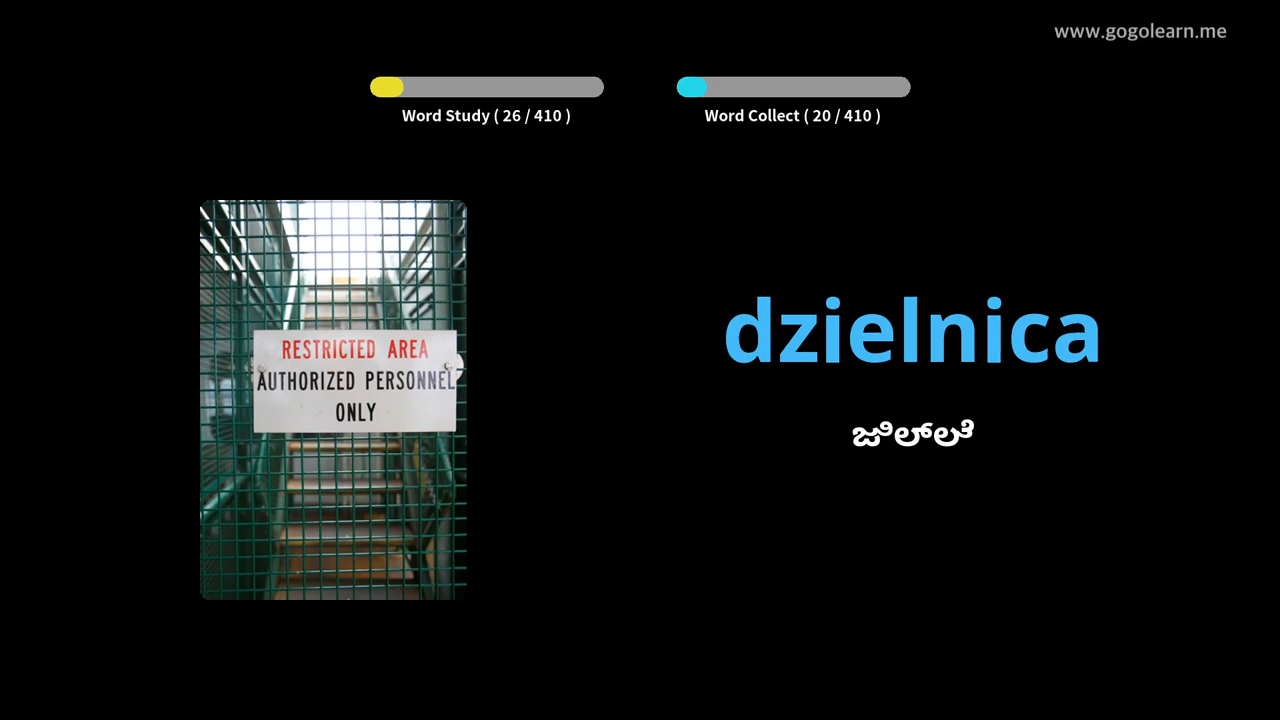 www.gogolearn.me
Word Study ( 26 / 410 )
Word Collect ( 20 / 410 )
RESTRICTED AREA
AUTHORIZED PERSONNEL
ONLY
dzielnica
ಜಿಲ್ಲೆ